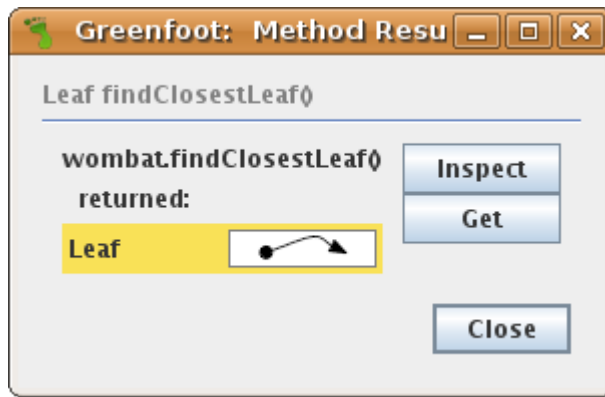 Greenfoot: Method Resu
Leaf findClosestLeaf()
wombat.findClosestLeaf()
returned:
Leaf
Inspect
Get
Close